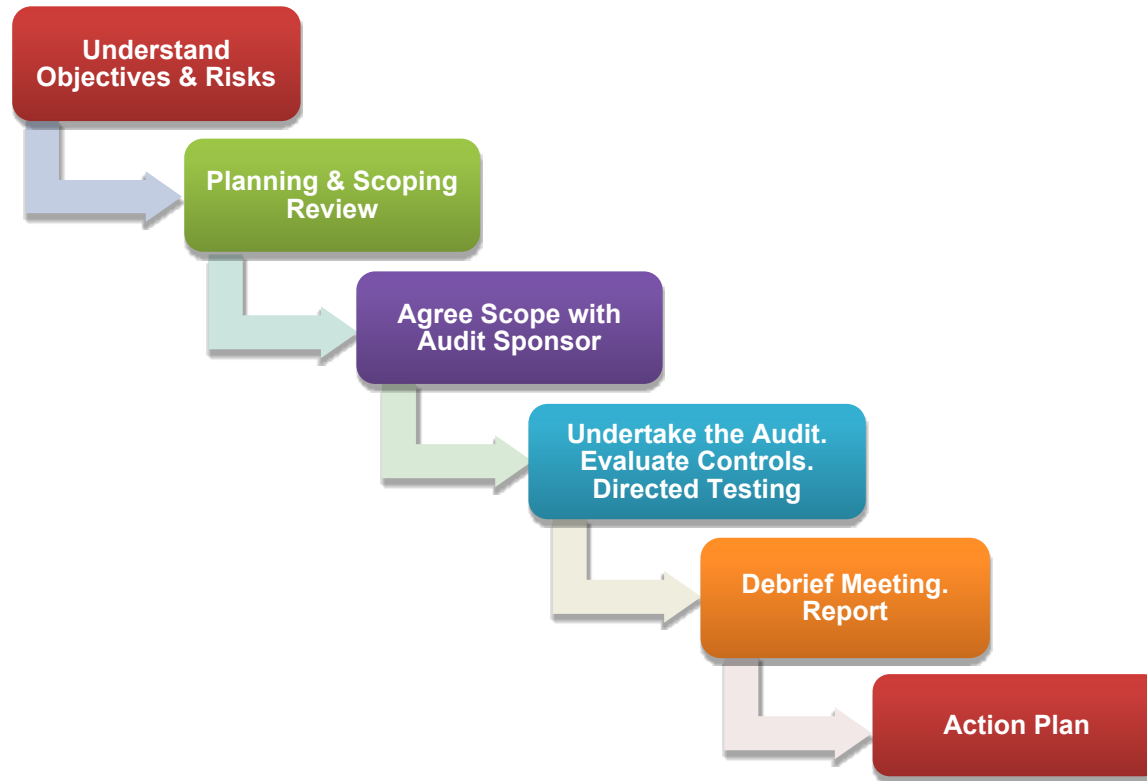 Understand
Objectives & Risks
Planning & Scoping
Review
Agree Scope with
Audit Sponsor
Undertake the Audit.
Evaluate Controls.
Directed Testing
Debrief Meeting.
Report
Action Plan